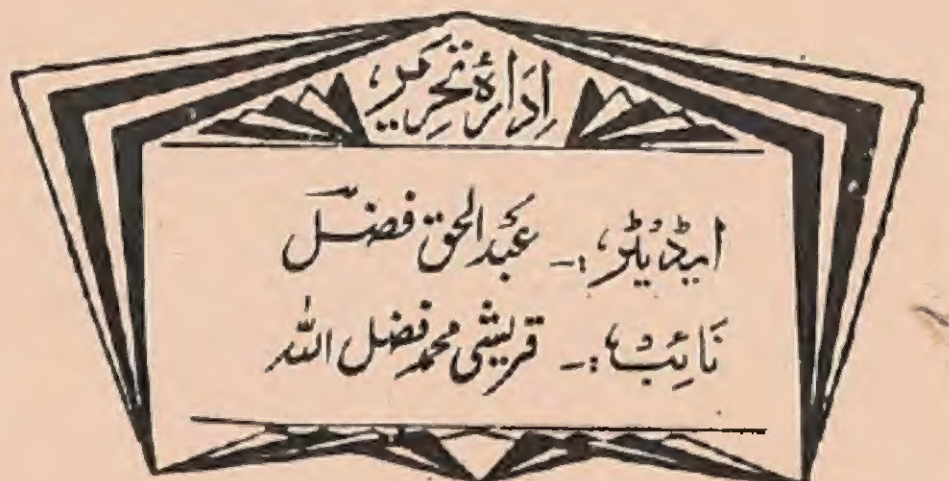 ادارۂ تحریر
ایڈیٹر:۔ عبدالحق فضل
نائب:۔ قریشی محمد فضل اللہ